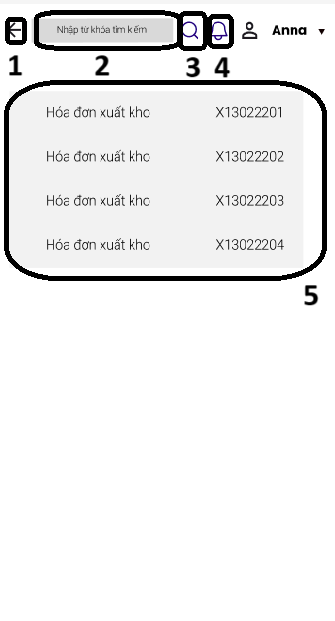 Nhập từ khóa tìm kếm
Anna
1 2 3 4
Hóa đơn xuất kho X13022201
Hóa đơn xuất kho X13022202
Hóa đơn xuất kho X13022203
Hóa đơn xuất kho X13022204
5